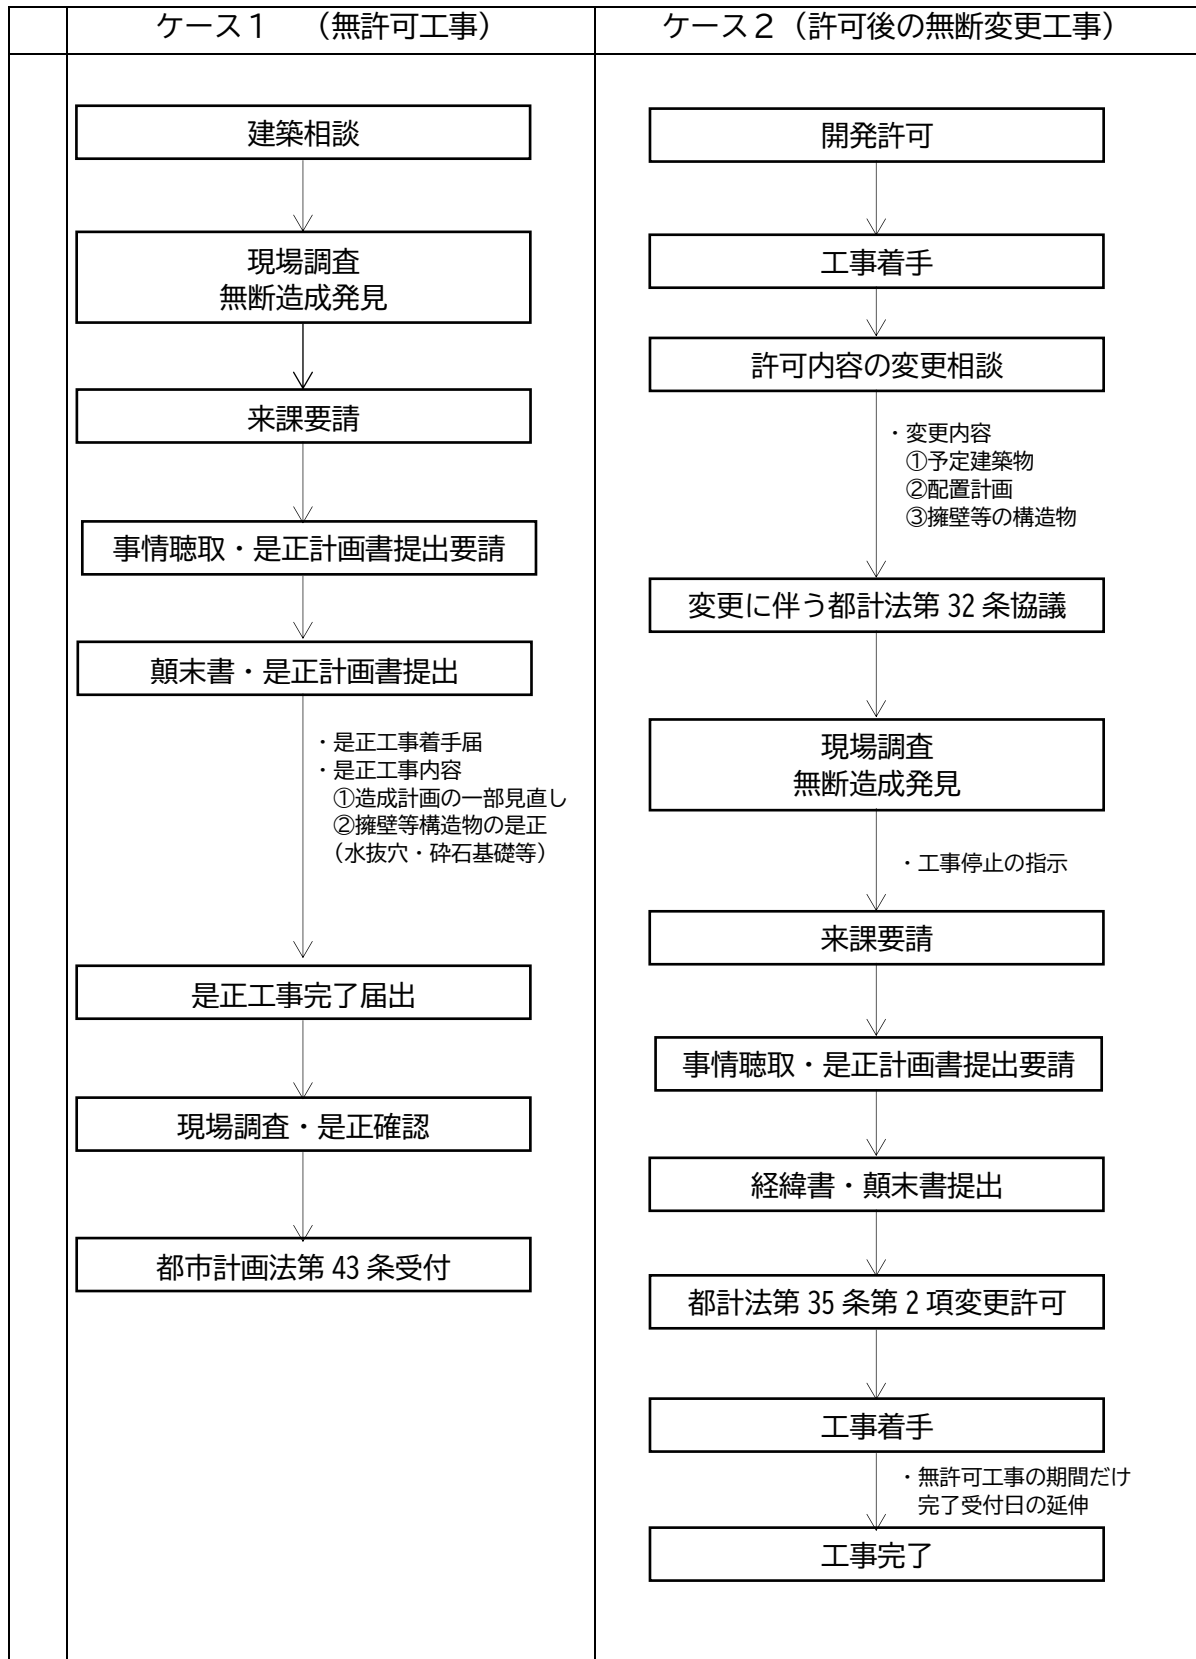 ケース１　（無許可工事）
建築相談
現場調査
無断造成発見
来課要請
事情聴取・是正計画書提出要請
顛末書・是正計画書提出
・是正工事着手届
・是正工事内容
①造成計画の一部見直し
②擁壁等構造物の是正
（水抜穴・砕石基礎等）
是正工事完了届出
現場調査・是正確認
都市計画法第 43 条受付
ケース２（許可後の無断変更工事）
開発許可
工事着手
許可内容の変更相談
・変更内容
①予定建築物
②配置計画
③擁壁等の構造物
変更に伴う都計法第 32 条協議
現場調査
無断造成発見
・工事停止の指示
来課要請
事情聴取・是正計画書提出要請
経緯書・顛末書提出
都計法第 35 条第 2 項変更許可
工事着手
・無許可工事の期間だけ
完了受付日の延伸
工事完了